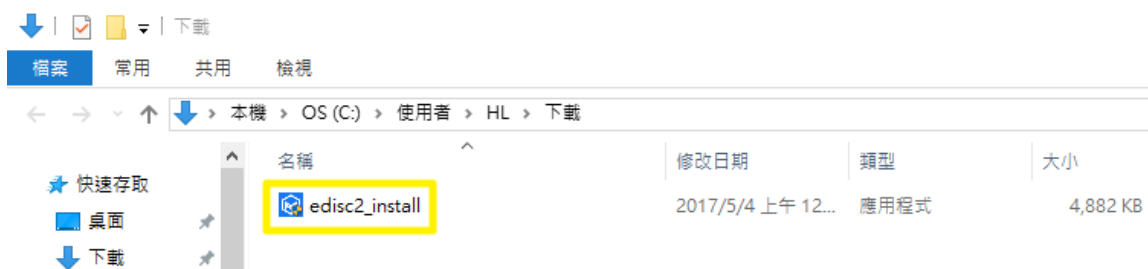 下載
檔案 常用 共用 檢視
本機 › OS (C:) › 使用者 › HL › 下載
名稱 修改日期 類型 大小
快速存取
edisc2_install 2017/5/4 上午 12... 應用程式 4,882 KB
桌面
下載